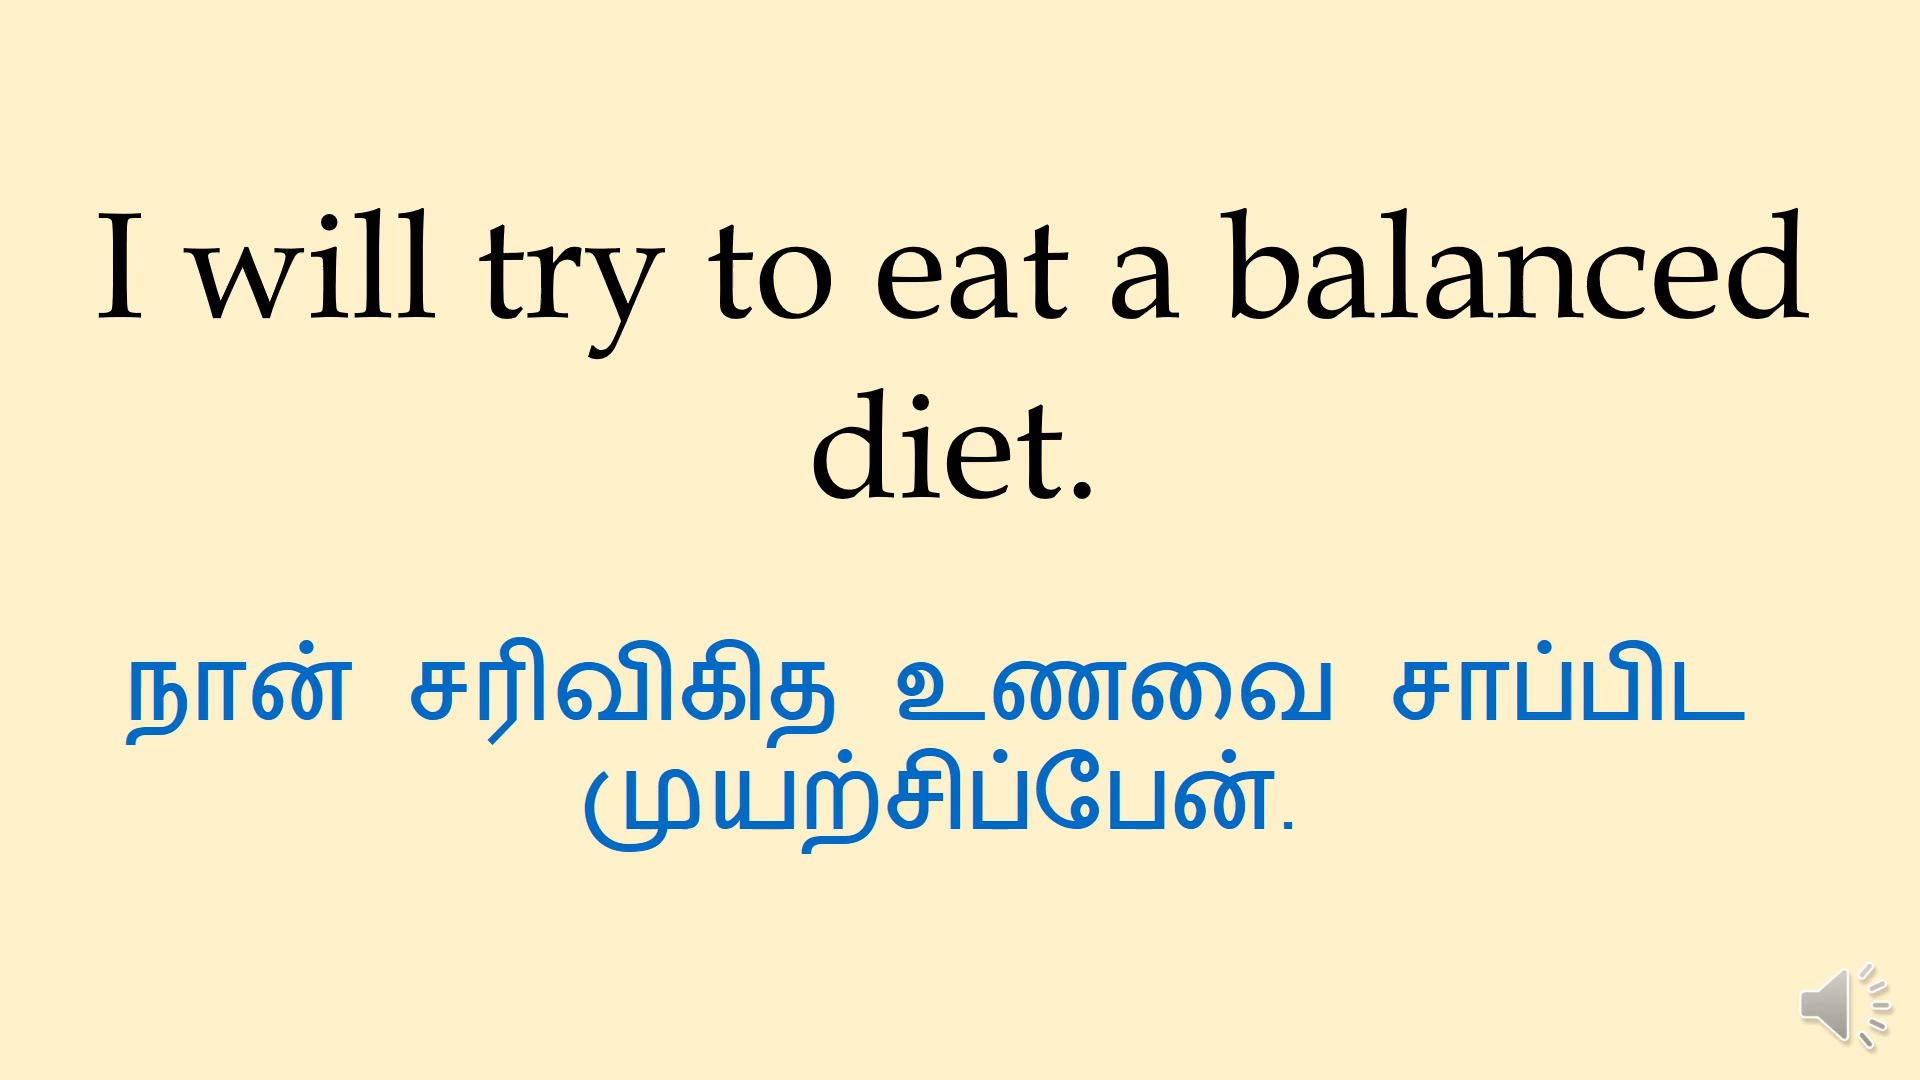 I will try to eat a balanced
diet.
நான் சரிவிகித உணவை சாப்பிட
முயற்சிப்பேன்.